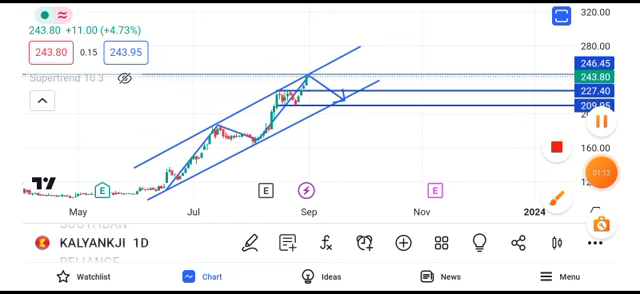 320.00
243.80 +11.00 (+4.73%)
243.80 0.15 243.95
280.00
246.45
243.80
Supertrend 10 3
227.40
209.95
160.00
01:12
E E E
May Jul Sep Nov 2024
SOUTHBAN
KALYANKJI 1D
RELIANCE
Watchlist Chart Ideas News Menu